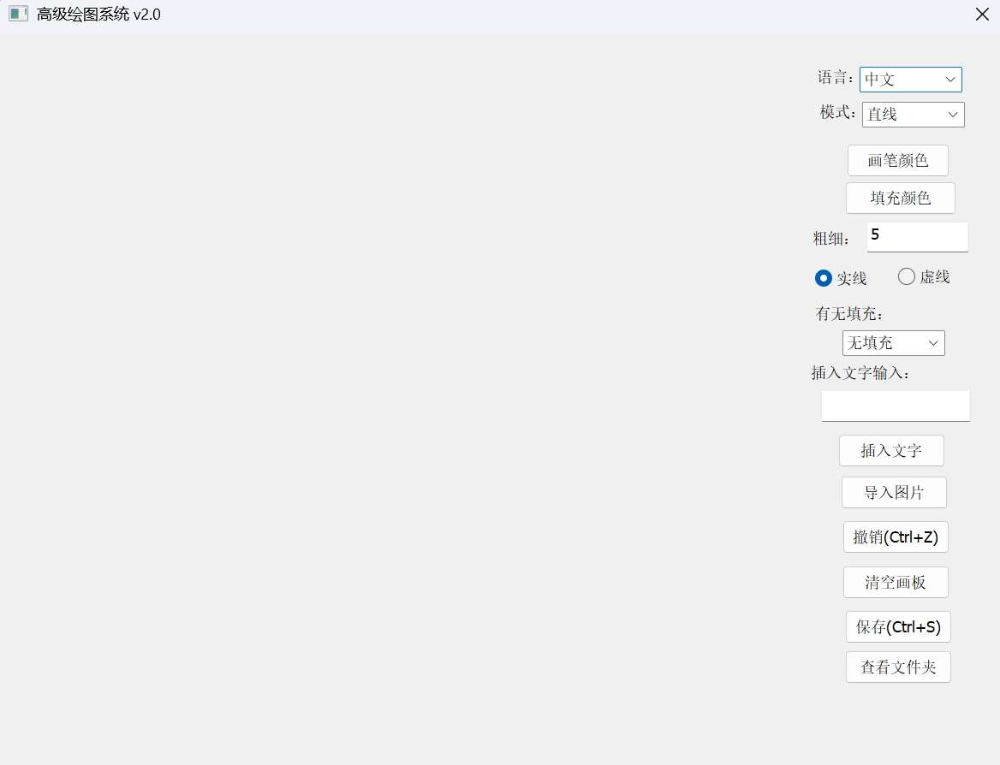 高级绘图系统 v2.0
语言：
中文
模式：
直线
画笔颜色
填充颜色
粗细：
5
实线
虚线
有无填充：
无填充
插入文字输入：
插入文字
导入图片
撤销(Ctrl+Z)
清空画板
保存(Ctrl+S)
查看文件夹